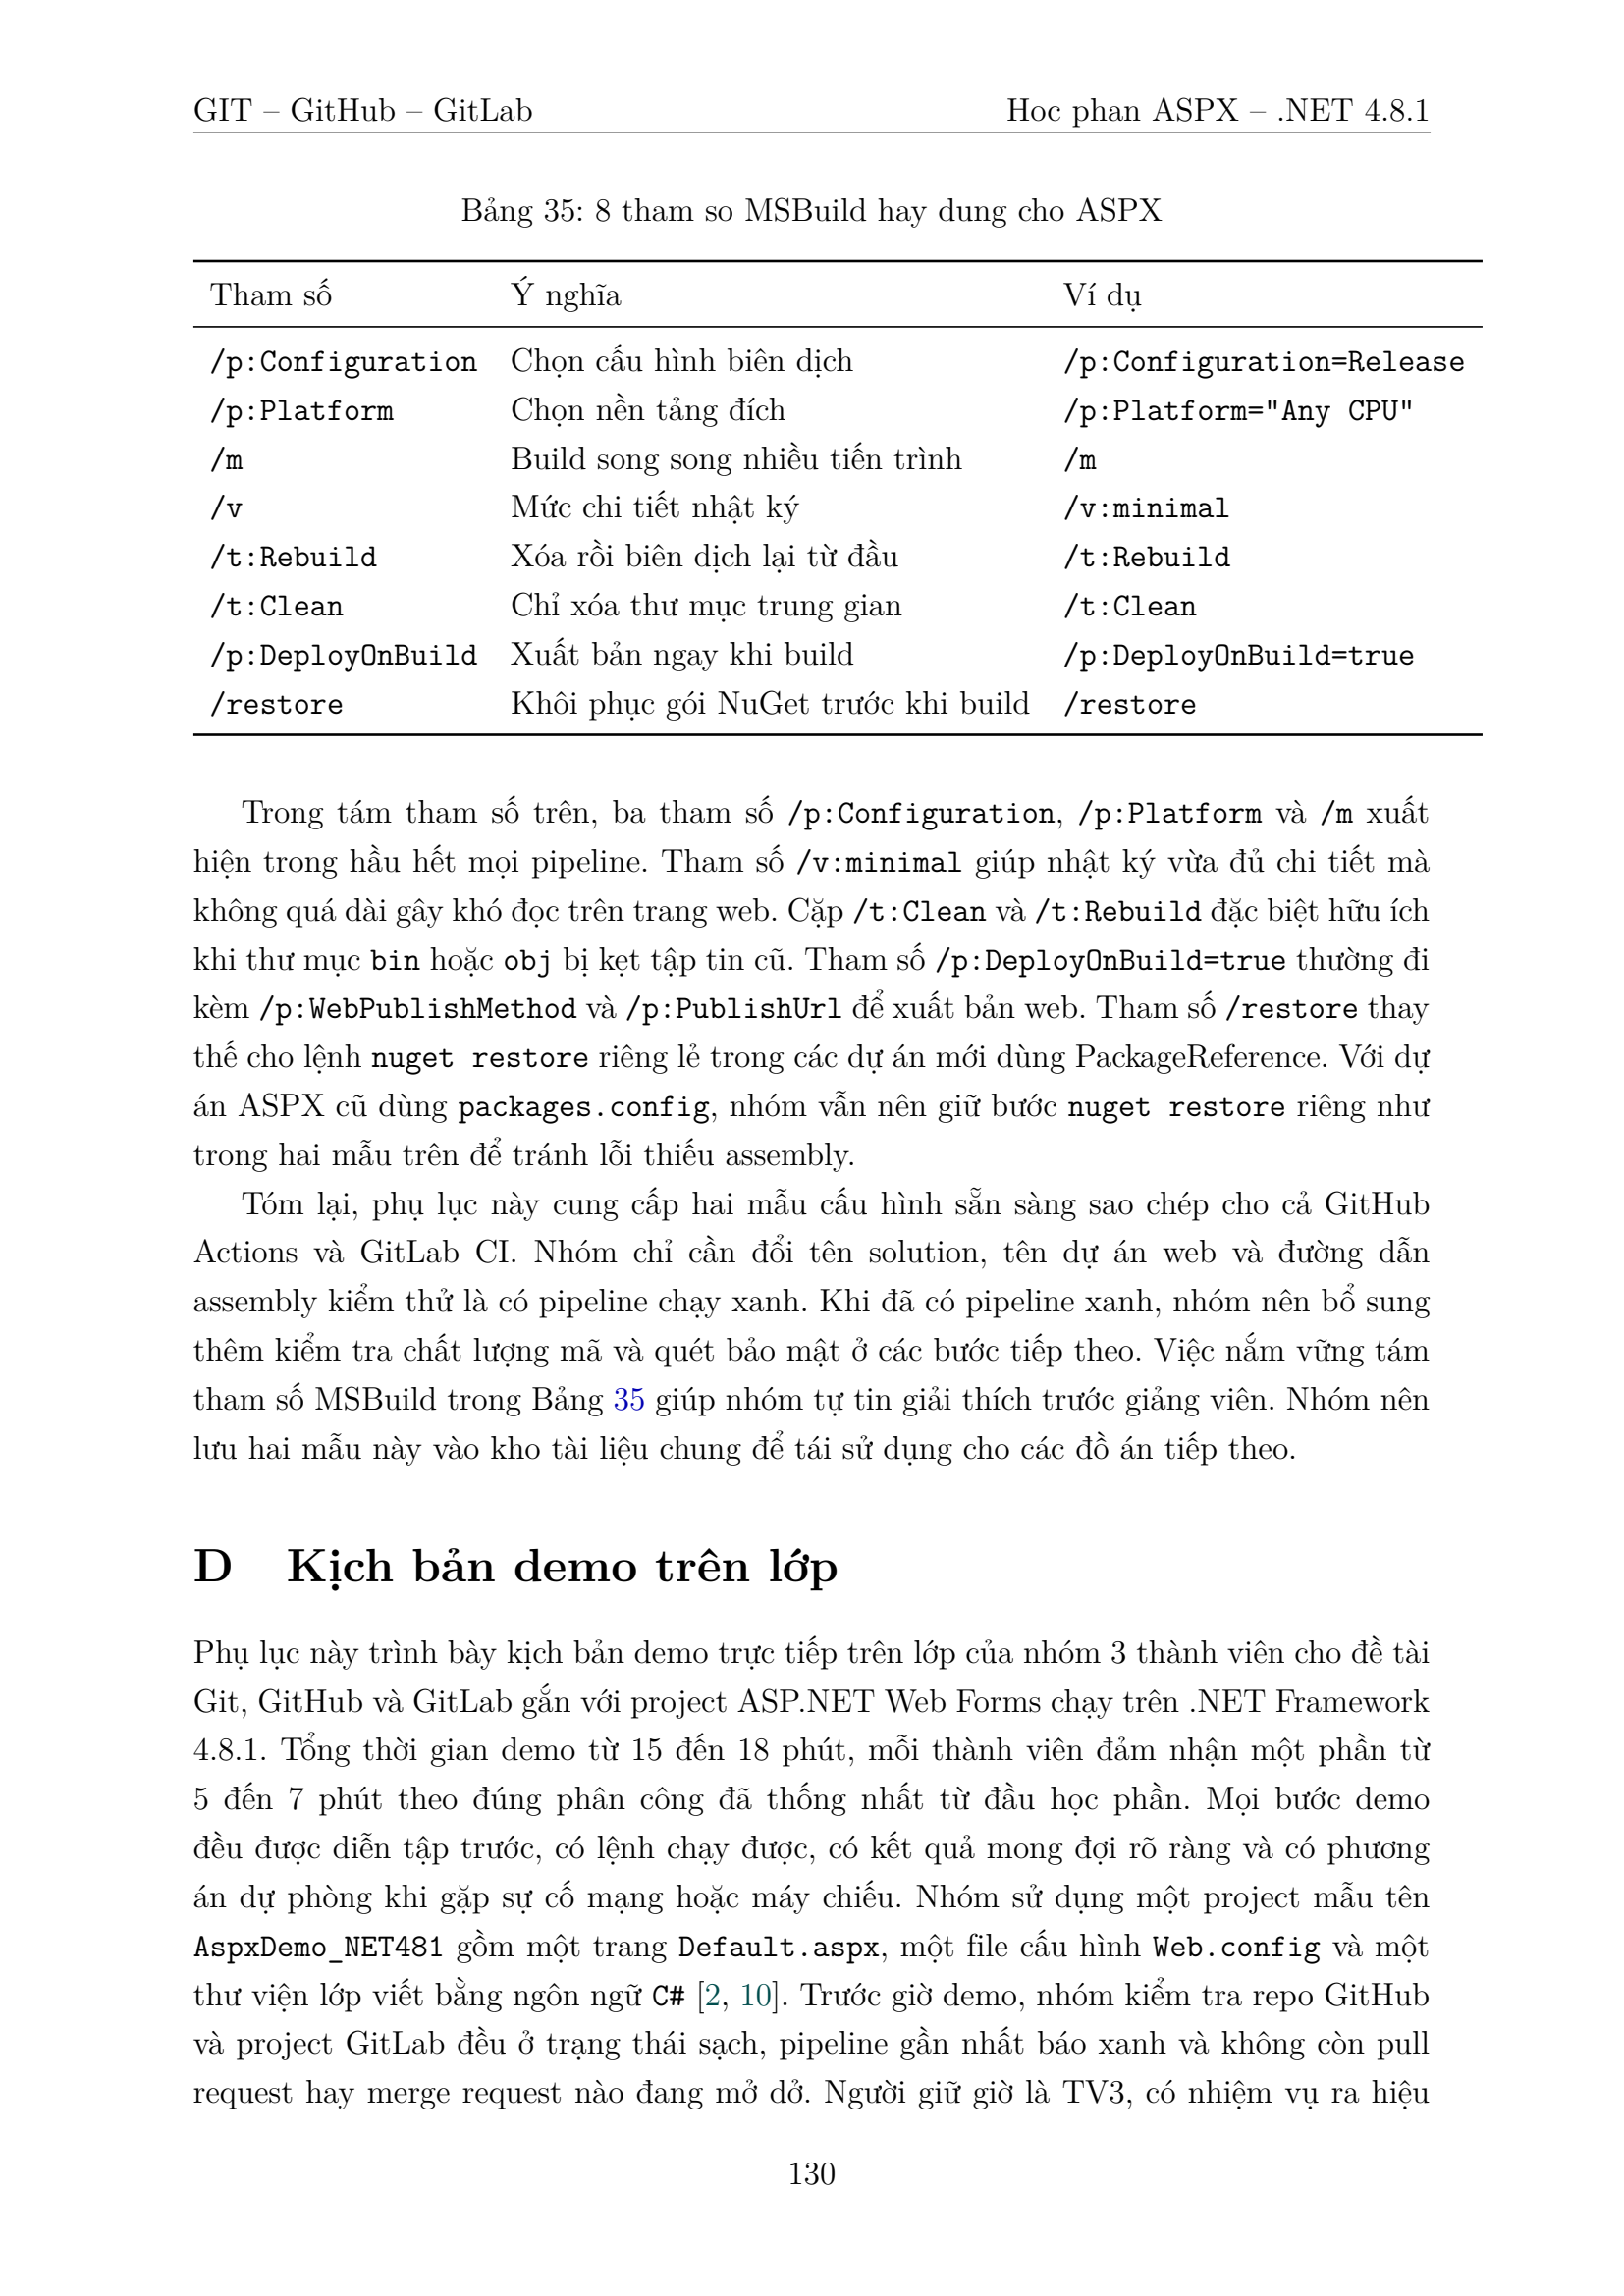 GIT – GitHub – GitLab
Hoc phan ASPX – .NET 4.8.1
Bảng 35: 8 tham so MSBuild hay dung cho ASPX
Tham số Ý nghĩa Ví dụ
/p:Configuration Chọn cấu hình biên dịch /p:Configuration=Release
/p:Platform Chọn nền tảng đích /p:Platform="Any CPU"
/m Build song song nhiều tiến trình /m
/v Mức chi tiết nhật ký /v:minimal
/t:Rebuild Xóa rồi biên dịch lại từ đầu /t:Rebuild
/t:Clean Chỉ xóa thư mục trung gian /t:Clean
/p:DeployOnBuild Xuất bản ngay khi build /p:DeployOnBuild=true
/restore Khôi phục gói NuGet trước khi build /restore
Trong tám tham số trên, ba tham số /p:Configuration, /p:Platform và /m xuất
hiện trong hầu hết mọi pipeline. Tham số /v:minimal giúp nhật ký vừa đủ chi tiết mà
không quá dài gây khó đọc trên trang web. Cặp /t:Clean và /t:Rebuild đặc biệt hữu ích
khi thư mục bin hoặc obj bị kẹt tập tin cũ. Tham số /p:DeployOnBuild=true thường đi
kèm /p:WebPublishMethod và /p:PublishUrl để xuất bản web. Tham số /restore thay
thế cho lệnh nuget restore riêng lẻ trong các dự án mới dùng PackageReference. Với dự
án ASPX cũ dùng packages.config, nhóm vẫn nên giữ bước nuget restore riêng như
trong hai mẫu trên để tránh lỗi thiếu assembly.
Tóm lại, phụ lục này cung cấp hai mẫu cấu hình sẵn sàng sao chép cho cả GitHub
Actions và GitLab CI. Nhóm chỉ cần đổi tên solution, tên dự án web và đường dẫn
assembly kiểm thử là có pipeline chạy xanh. Khi đã có pipeline xanh, nhóm nên bổ sung
thêm kiểm tra chất lượng mã và quét bảo mật ở các bước tiếp theo. Việc nắm vững tám
tham số MSBuild trong Bảng 35 giúp nhóm tự tin giải thích trước giảng viên. Nhóm nên
lưu hai mẫu này vào kho tài liệu chung để tái sử dụng cho các đồ án tiếp theo.
D Kịch bản demo trên lớp
Phụ lục này trình bày kịch bản demo trực tiếp trên lớp của nhóm 3 thành viên cho đề tài
Git, GitHub và GitLab gắn với project ASP.NET Web Forms chạy trên .NET Framework
4.8.1. Tổng thời gian demo từ 15 đến 18 phút, mỗi thành viên đảm nhận một phần từ
5 đến 7 phút theo đúng phân công đã thống nhất từ đầu học phần. Mọi bước demo
đều được diễn tập trước, có lệnh chạy được, có kết quả mong đợi rõ ràng và có phương
án dự phòng khi gặp sự cố mạng hoặc máy chiếu. Nhóm sử dụng một project mẫu tên
AspxDemo_NET481 gồm một trang Default.aspx, một file cấu hình Web.config và một
thư viện lớp viết bằng ngôn ngữ C# [2, 10]. Trước giờ demo, nhóm kiểm tra repo GitHub
và project GitLab đều ở trạng thái sạch, pipeline gần nhất báo xanh và không còn pull
request hay merge request nào đang mở dở. Người giữ giờ là TV3, có nhiệm vụ ra hiệu
130